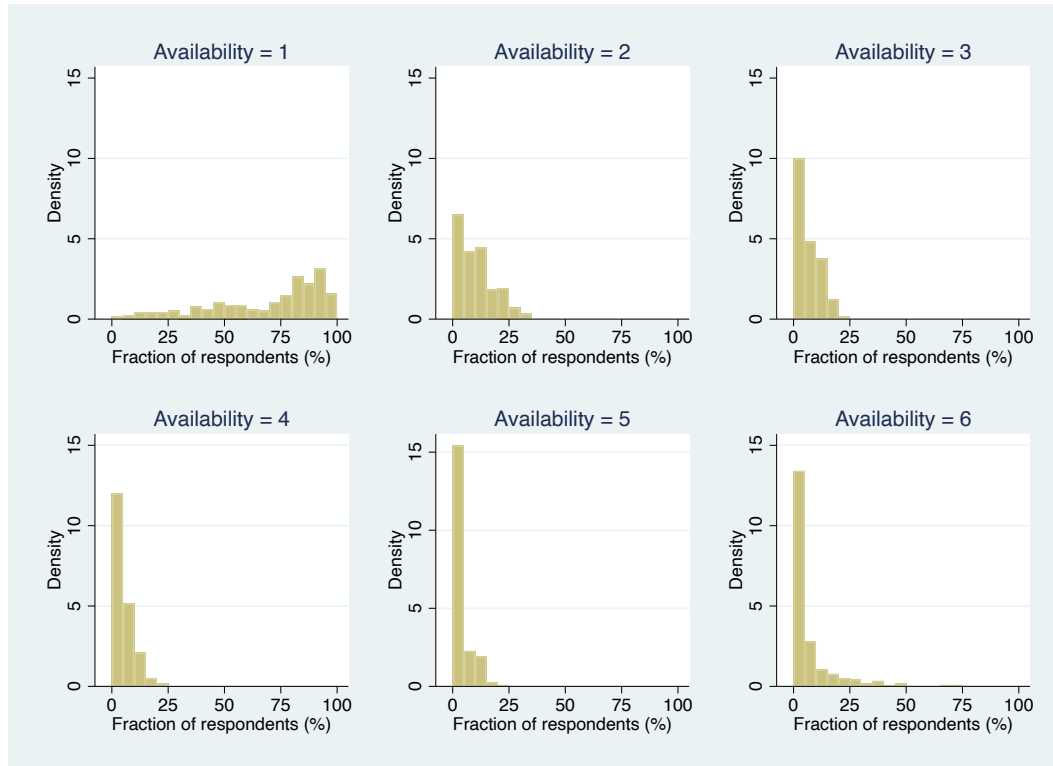 Availability = 1
Availability = 2
Availability = 3
15
10
5
0
Density
0 25 50 75 100
Fraction of respondents (%)
15
10
5
0
Density
0 25 50 75 100
Fraction of respondents (%)
15
10
5
0
Density
0 25 50 75 100
Fraction of respondents (%)
Availability = 4
Availability = 5
Availability = 6
15
10
5
0
Density
0 25 50 75 100
Fraction of respondents (%)
15
10
5
0
Density
0 25 50 75 100
Fraction of respondents (%)
15
10
5
0
Density
0 25 50 75 100
Fraction of respondents (%)